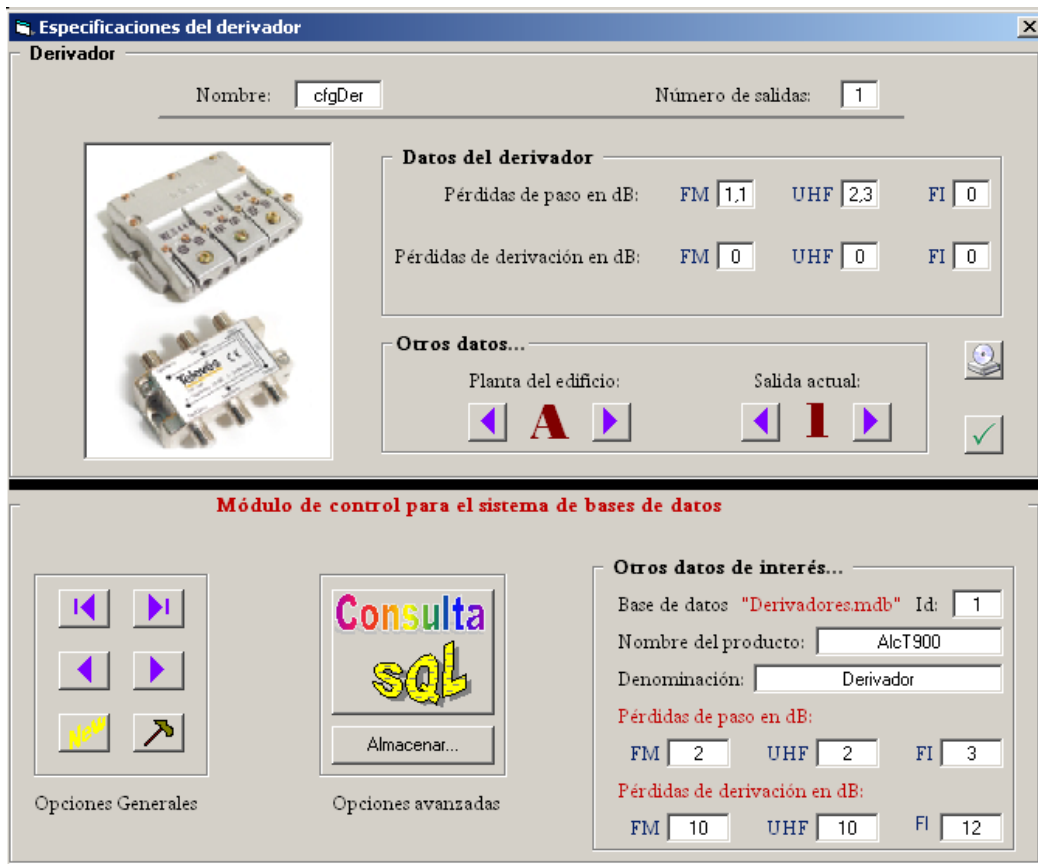 Especificaciones del derivador
Derivador
Nombre: cfgDer Número de salidas: 1
Datos del derivador
Pérdidas de paso en dB: FM 1,1 UHF 2,3 FI 0
Pérdidas de derivación en dB: FM 0 UHF 0 FI 0
Televés
Otros datos...
Planta del edificio: Salida actual:
A 1
Módulo de control para el sistema de bases de datos
Consulta
SQL
Almacenar...
New
Opciones Generales
Opciones avanzadas
Otros datos de interés...
Base de datos "Derivadores.mdb" Id: 1
Nombre del producto: AlcT900
Denominación: Derivador
Pérdidas de paso en dB:
FM 2 UHF 2 FI 3
Pérdidas de derivación en dB:
FM 10 UHF 10 FI 12